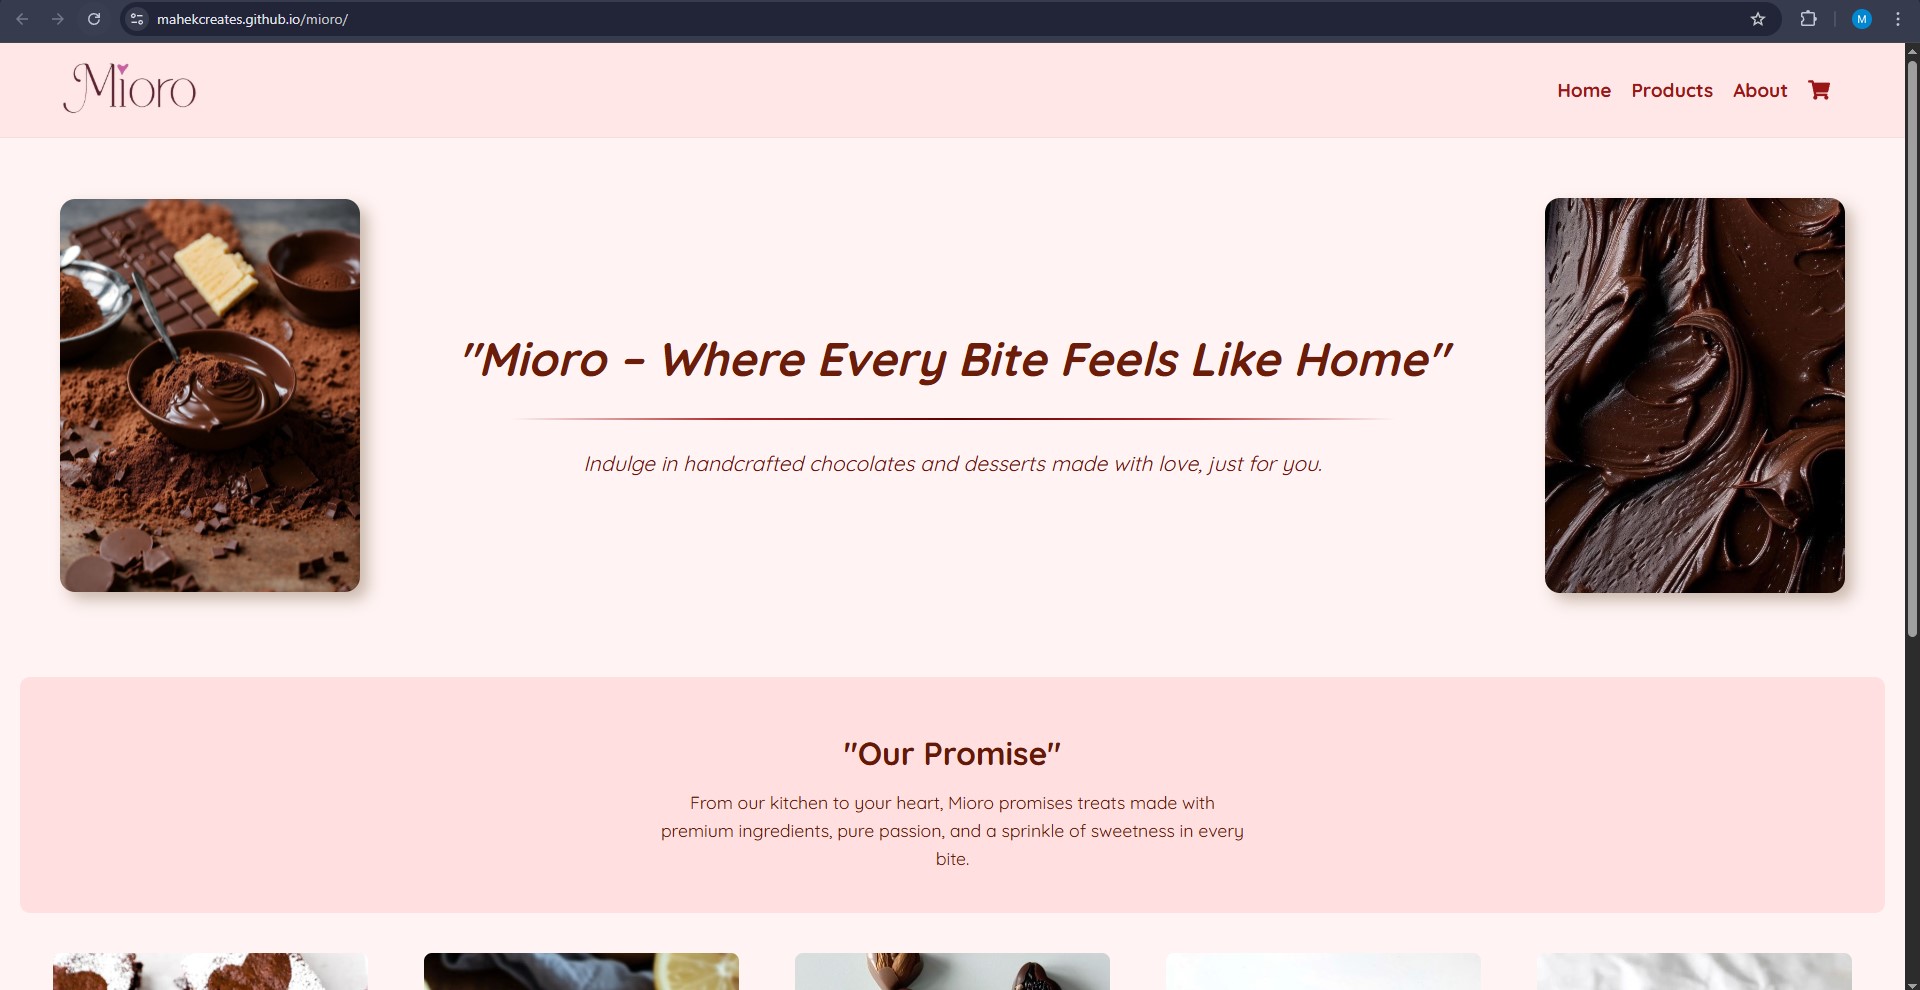 mahekcreates.github.io/mioro/
M
Mioro
Home Products About
"Mioro – Where Every Bite Feels Like Home"
Indulge in handcrafted chocolates and desserts made with love, just for you.
"Our Promise"
From our kitchen to your heart, Mioro promises treats made with
premium ingredients, pure passion, and a sprinkle of sweetness in every
bite.